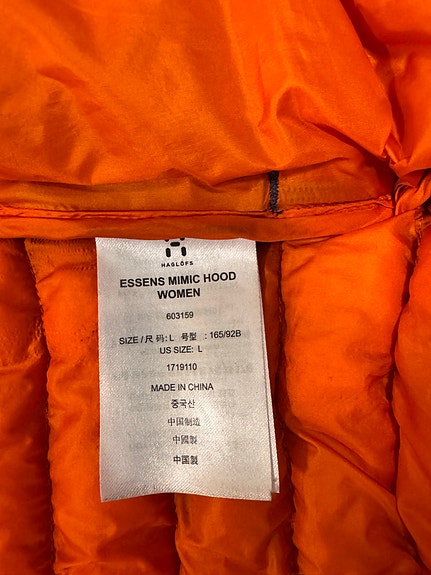 HAGLÖFS
ESSENS MIMIC HOOD
WOMEN
603159
SIZE / 尺 码: L 号型 : 165/92B
US SIZE: L
1719110
MADE IN CHINA
중국산
中国制造
中國製
中国製